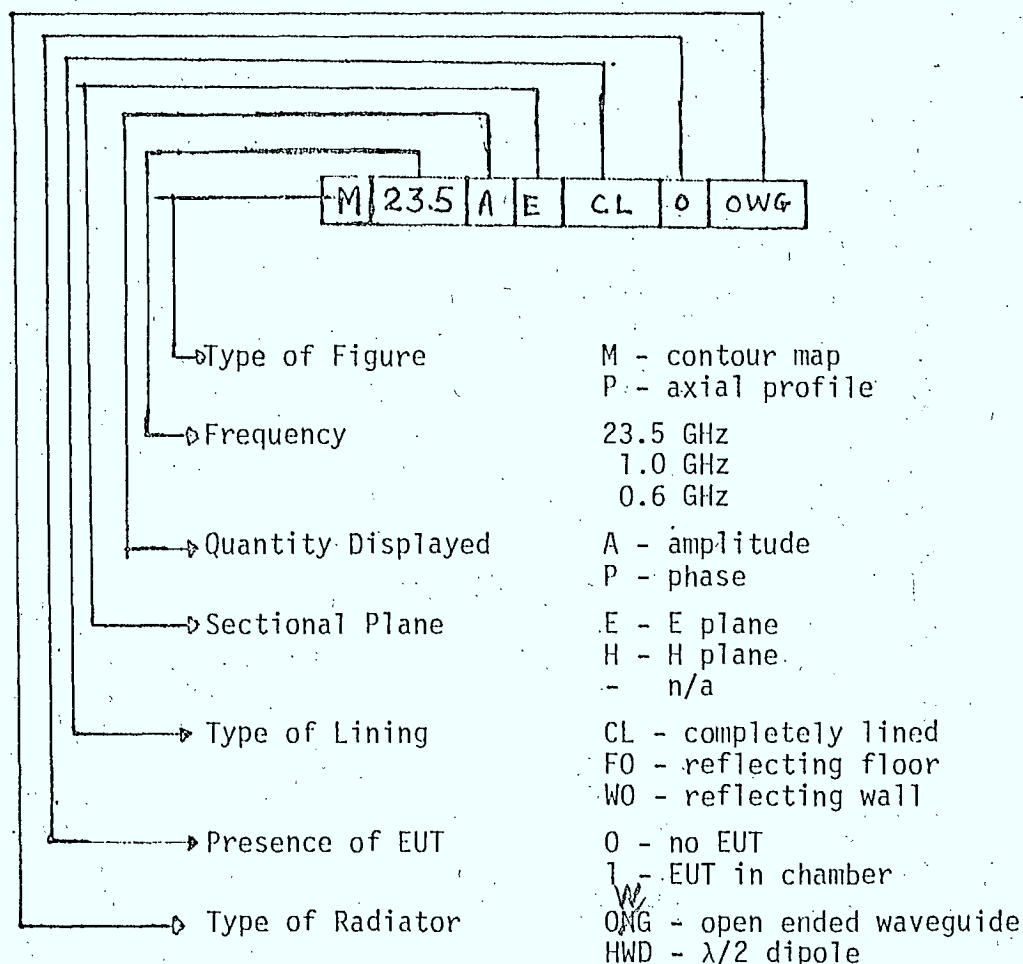 M 23.5 A E CL 0 OWG
Type of Figure M - contour map
P - axial profile
Frequency 23.5 GHz
1.0 GHz
0.6 GHz
Quantity Displayed A - amplitude
P - phase
Sectional Plane E - E plane
H - H plane
- n/a
Type of Lining CL - completely lined
FO - reflecting floor
WO - reflecting wall
Presence of EUT 0 - no EUT
1 - EUT in chamber
W
Type of Radiator ONG - open ended waveguide
HWD - λ/2 dipole